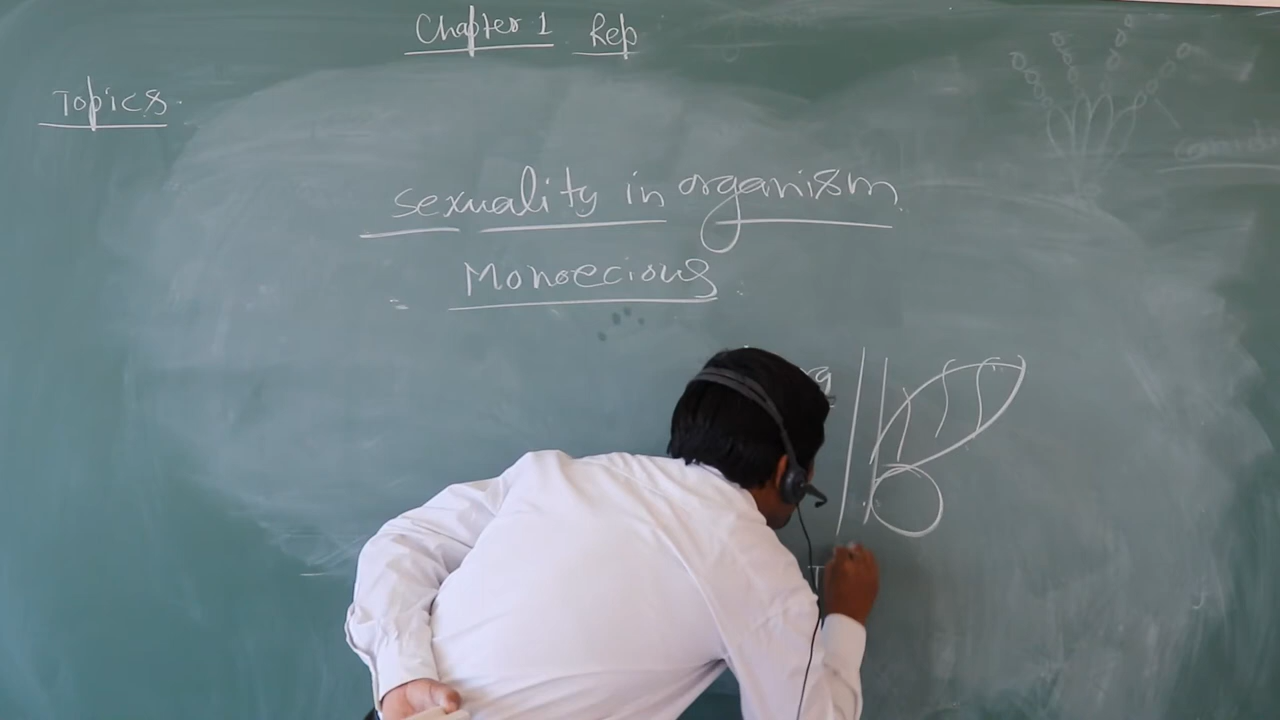 Chapter 1 Rep
Topics
sexuality in organism
Monoecious